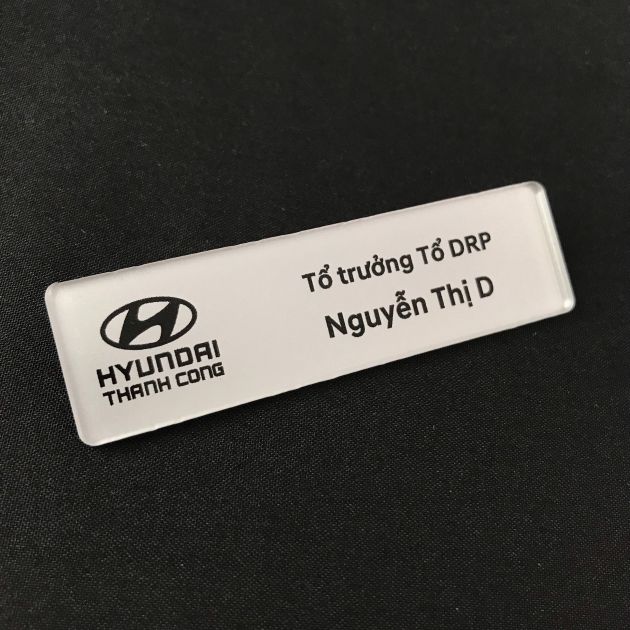 HYUNDAI
THANH CONG
Tổ trưởng Tổ DRP
Nguyễn Thị D